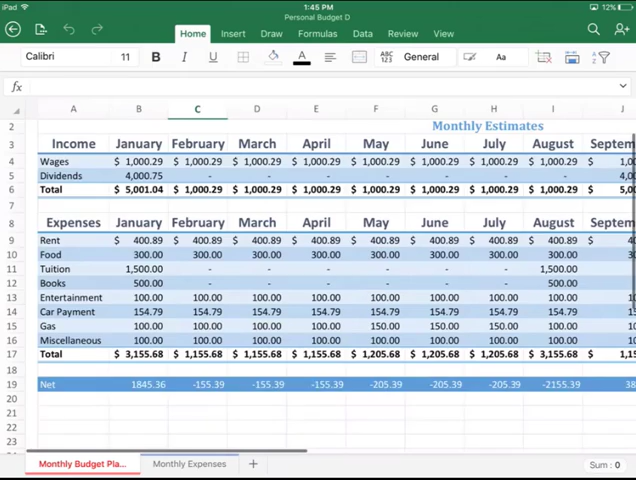 iPad 1:45 PM 12%
Personal Budget D
Home Insert Draw Formulas Data Review View
Calibri 11 B I U A ABC 123 General Aa
fx
A B C D E F G H I J
2 Monthly Estimates
3 Income January February March April May June July August Septem
4 Wages $ 1,000.29 $ 1,000.29 $ 1,000.29 $ 1,000.29 $ 1,000.29 $ 1,000.29 $ 1,000.29 $ 1,000.29 $ 1,0
5 Dividends 4,000.75 - - - - - - - 4,0
6 Total $ 5,001.04 $ 1,000.29 $ 1,000.29 $ 1,000.29 $ 1,000.29 $ 1,000.29 $ 1,000.29 $ 1,000.29 $ 5,0
7
8 Expenses January February March April May June July August Septem
9 Rent $ 400.89 $ 400.89 $ 400.89 $ 400.89 $ 400.89 $ 400.89 $ 400.89 $ 400.89 $ 4
10 Food 300.00 300.00 300.00 300.00 300.00 300.00 300.00 300.00 3
11 Tuition 1,500.00 - - - - - - 1,500.00
12 Books 500.00 - - - - - - 500.00
13 Entertainment 100.00 100.00 100.00 100.00 100.00 100.00 100.00 100.00 1
14 Car Payment 154.79 154.79 154.79 154.79 154.79 154.79 154.79 154.79 1
15 Gas 100.00 100.00 100.00 100.00 150.00 150.00 150.00 100.00 1
16 Miscellaneous 100.00 100.00 100.00 100.00 100.00 100.00 100.00 100.00 1
17 Total $ 3,155.68 $ 1,155.68 $ 1,155.68 $ 1,155.68 $ 1,205.68 $ 1,205.68 $ 1,205.68 $ 3,155.68 $ 1,1
18
19 Net 1845.36 -155.39 -155.39 -155.39 -205.39 -205.39 -205.39 -2155.39 38
20
21
22
23
Monthly Budget Pla... Monthly Expenses + Sum : 0